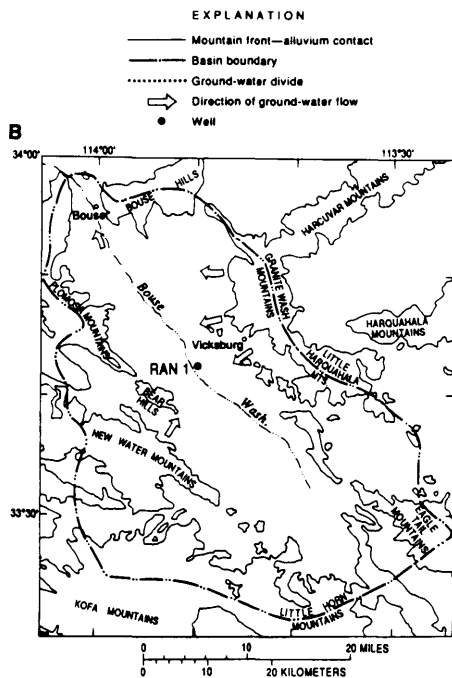 EXPLANATION
Mountain front—alluvium contact
Basin boundary
Ground-water divide
Direction of ground-water flow
Well
B
114°00'
113°30'
34°00'
BOUSE HILLS
Bouse
HARCUVAR MOUNTAINS
GRANITE WASH MOUNTAINS
Bouse
PLOMOSA MOUNTAINS
HARQUAHALA MOUNTAINS
Vicksburg
LITTLE HARQUAHALA MTS
RAN 1
BEAR HILLS
Wash
NEW WATER MOUNTAINS
33°30'
EAGLE TAIL MOUNTAINS
LITTLE HORN MOUNTAINS
KOFA MOUNTAINS
0 10 20 MILES
0 10 20 KILOMETERS